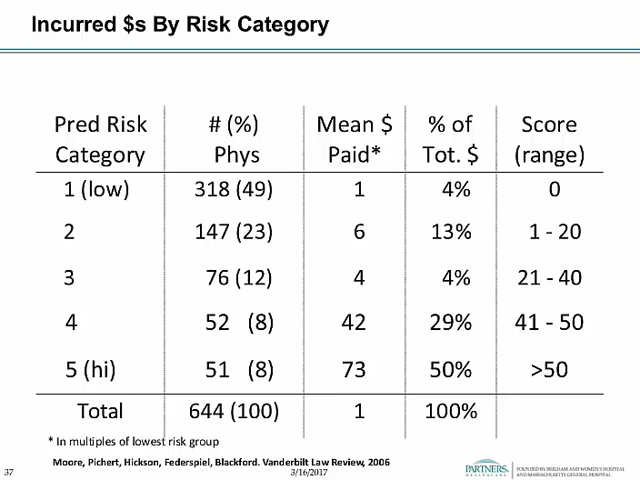 Incurred $s By Risk Category
Pred Risk Category # (%) Phys Mean $ Paid* % of Tot. $ Score (range)
1 (low) 318 (49) 1 4% 0
2 147 (23) 6 13% 1 - 20
3 76 (12) 4 4% 21 - 40
4 52 (8) 42 29% 41 - 50
5 (hi) 51 (8) 73 50% >50
Total 644 (100) 1 100%
* In multiples of lowest risk group
Moore, Pichert, Hickson, Federspiel, Blackford. Vanderbilt Law Review, 2006
37 3/16/2017
PARTNERS. HEALTHCARE
FOUNDED BY BRIGHAM AND WOMEN'S HOSPITAL
AND MASSACHUSETTS GENERAL HOSPITAL